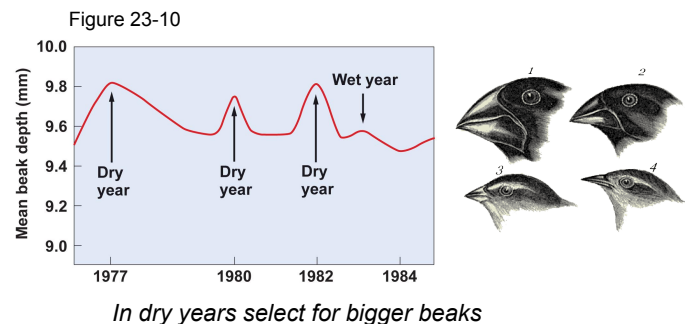 Figure 23-10
10.0
9.8
9.6
9.4
9.2
9.0
Mean beak depth (mm)
Dry
year
Dry
year
Dry
year
Wet year
1977
1980
1982
1984
1
2
3
4
In dry years select for bigger beaks